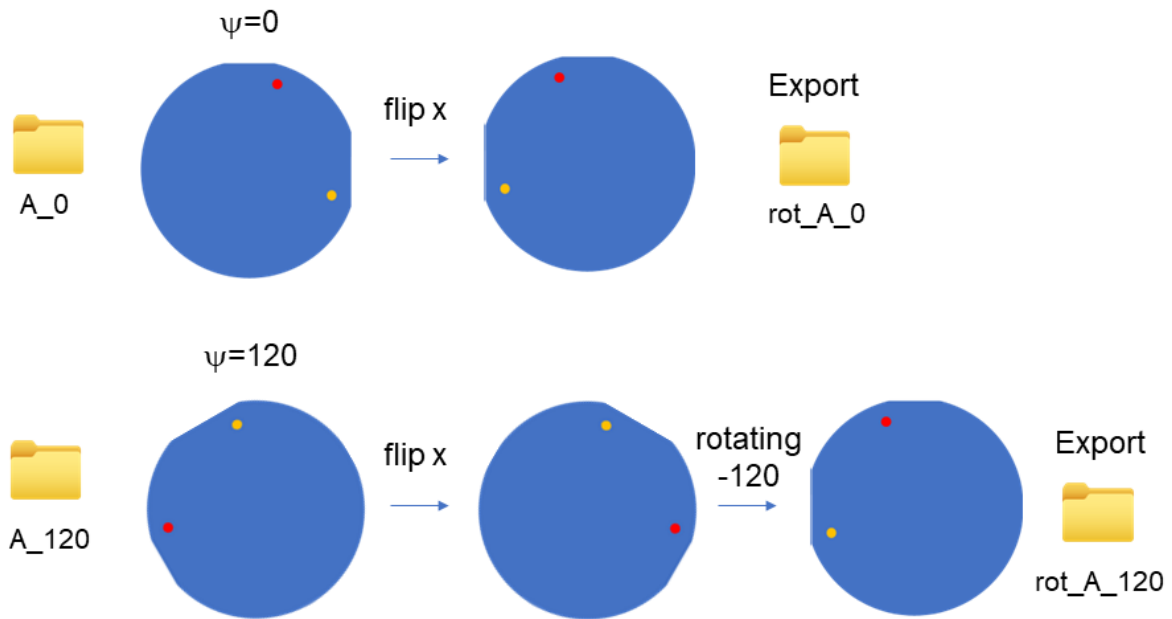 ψ=0
flip x
Export
A_0
rot_A_0
ψ=120
flip x
rotating
-120
Export
A_120
rot_A_120